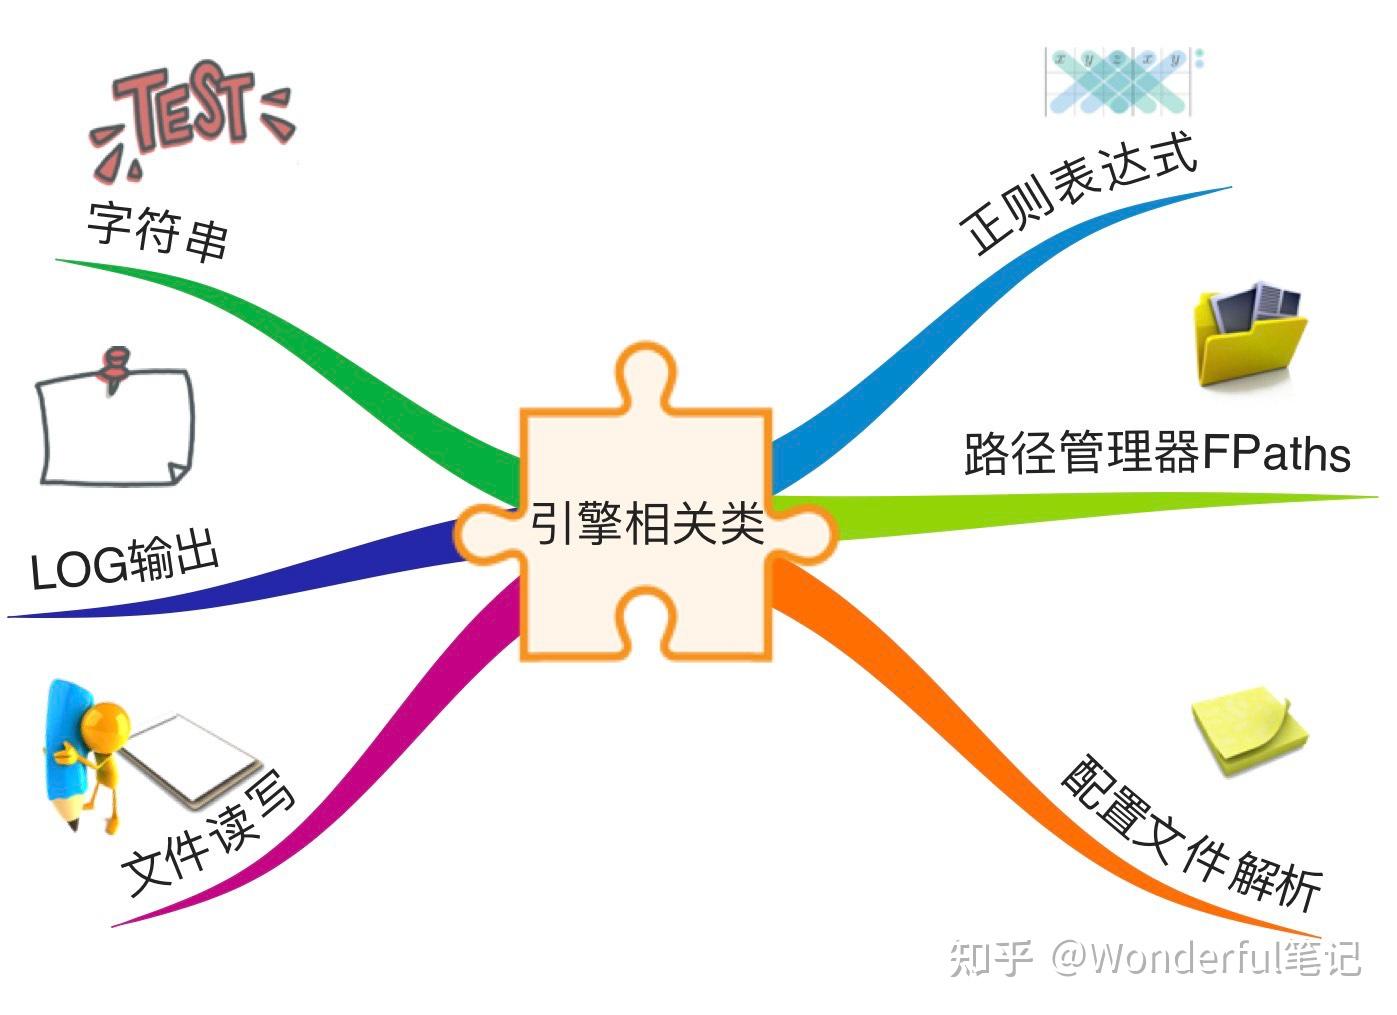 TEST
字符串
LOG输出
文件读写
引擎相关类
x y z x y
正则表达式
路径管理器FPaths
配置文件解析
知乎 @Wonderful笔记